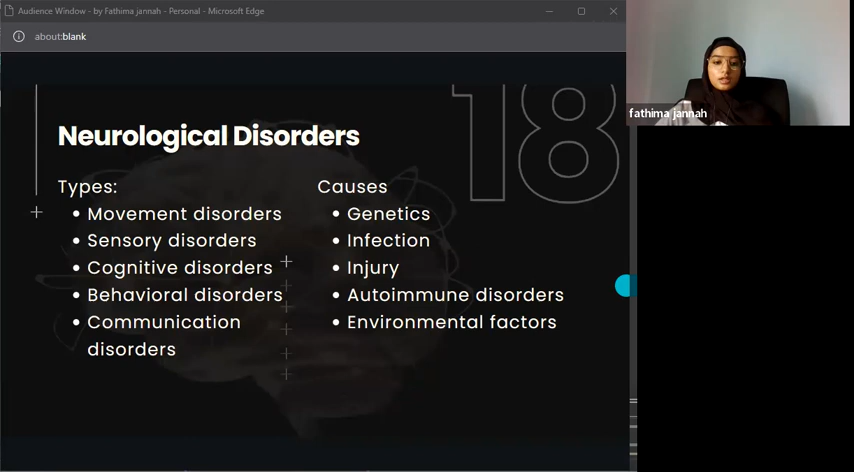 Audience Window - by Fathima jannah - Personal - Microsoft Edge
about:blank
18
Neurological Disorders
Types:
• Movement disorders
• Sensory disorders
• Cognitive disorders
• Behavioral disorders
• Communication
disorders
Causes
• Genetics
• Infection
• Injury
• Autoimmune disorders
• Environmental factors
fathima jannah